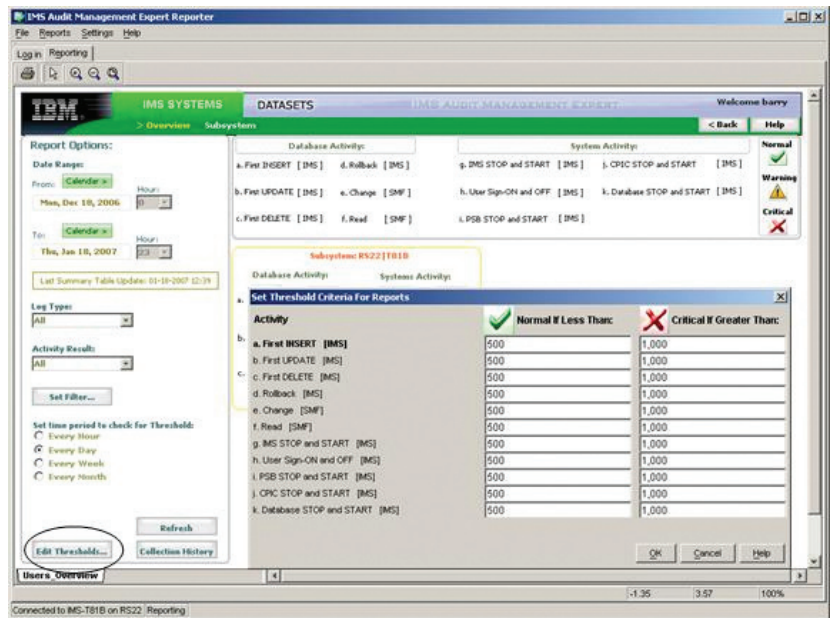 IMS Audit Management Expert Reporter
File Reports Settings Help
Log in Reporting
IBM. IMS SYSTEMS DATASETS IMS AUDIT MANAGEMENT EXPERT Welcome barry
> Overview Subsystem < Back Help
Report Options:
Date Range:
From: Calendar »
Hour:
Mon, Dec 18, 2006 0
To: Calendar »
Hour:
Thu, Jan 18, 2007 23
Last Summary Table Update: 01-18-2007 12:39
Log Type:
All
Activity Result:
All
Set Filter...
Set time period to check for Threshold:
Every Hour
Every Day
Every Week
Every Month
Refresh
Edit Thresholds... Collection History
Database Activity: System Activity:
a. First INSERT [IMS] d. Rollback [IMS] g. IMS STOP and START [IMS] j. CPIC STOP and START [IMS]
b. First UPDATE [IMS] e. Change [SMF] h. User Sign-ON and OFF [IMS] k. Database STOP and START [IMS]
c. First DELETE [IMS] f. Read [SMF] i. PSB STOP and START [IMS]
Normal
Warning
Critical
Subsystem: RS22|T81B
Database Activity: Systems Activity:
a.
b.
c.
Set Threshold Criteria For Reports
Activity Normal If Less Than: Critical If Greater Than:
a. First INSERT [IMS] 500 1,000
b. First UPDATE [IMS] 500 1,000
c. First DELETE [IMS] 500 1,000
d. Rollback [IMS] 500 1,000
e. Change [SMF] 500 1,000
f. Read [SMF] 500 1,000
g. IMS STOP and START [IMS] 500 1,000
h. User Sign-ON and OFF [IMS] 500 1,000
i. PSB STOP and START [IMS] 500 1,000
j. CPIC STOP and START [IMS] 500 1,000
k. Database STOP and START [IMS] 500 1,000
OK Cancel Help
Users_Overview
-1.35 3.57 100%
Connected to IMS-T81B on RS22 Reporting